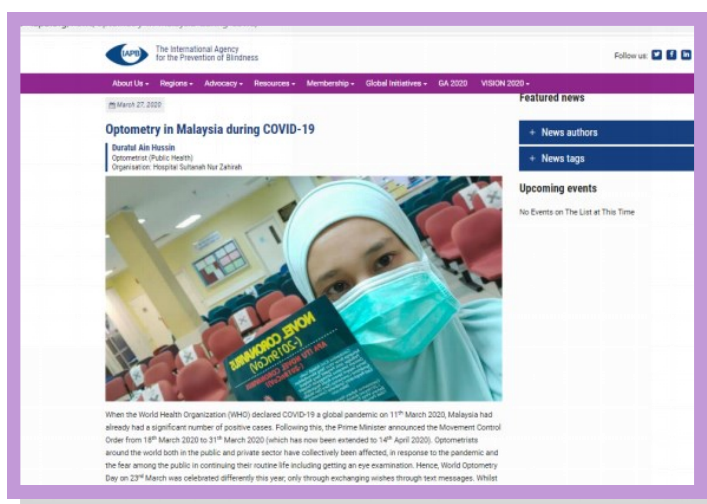 IAPB
The International Agency
for the Prevention of Blindness
Follow us:
About Us
Regions
Advocacy
Resources
Membership
Global Initiatives
GA 2020
VISION 2020
March 27, 2020
Optometry in Malaysia during COVID-19
Duratul Ain Hussin
Optometrist (Public Health)
Organisation: Hospital Sultanah Nur Zahirah
NOVEL CORONAVIRUS
(2019-nCoV)
APA ITU NOVEL CORONAVIRUS
When the World Health Organization (WHO) declared COVID-19 a global pandemic on 11th March 2020, Malaysia had
already had a significant number of positive cases. Following this, the Prime Minister announced the Movement Control
Order from 18th March 2020 to 31th March 2020 (which has now been extended to 14th April 2020). Optometrists
around the world both in the public and private sector have collectively been affected, in response to the pandemic and
the fear among the public in continuing their routine life including getting an eye examination. Hence, World Optometry
Day on 23rd March was celebrated differently this year; only through exchanging wishes through text messages. Whilst
Featured news
+ News authors
+ News tags
Upcoming events
No Events on The List at This Time